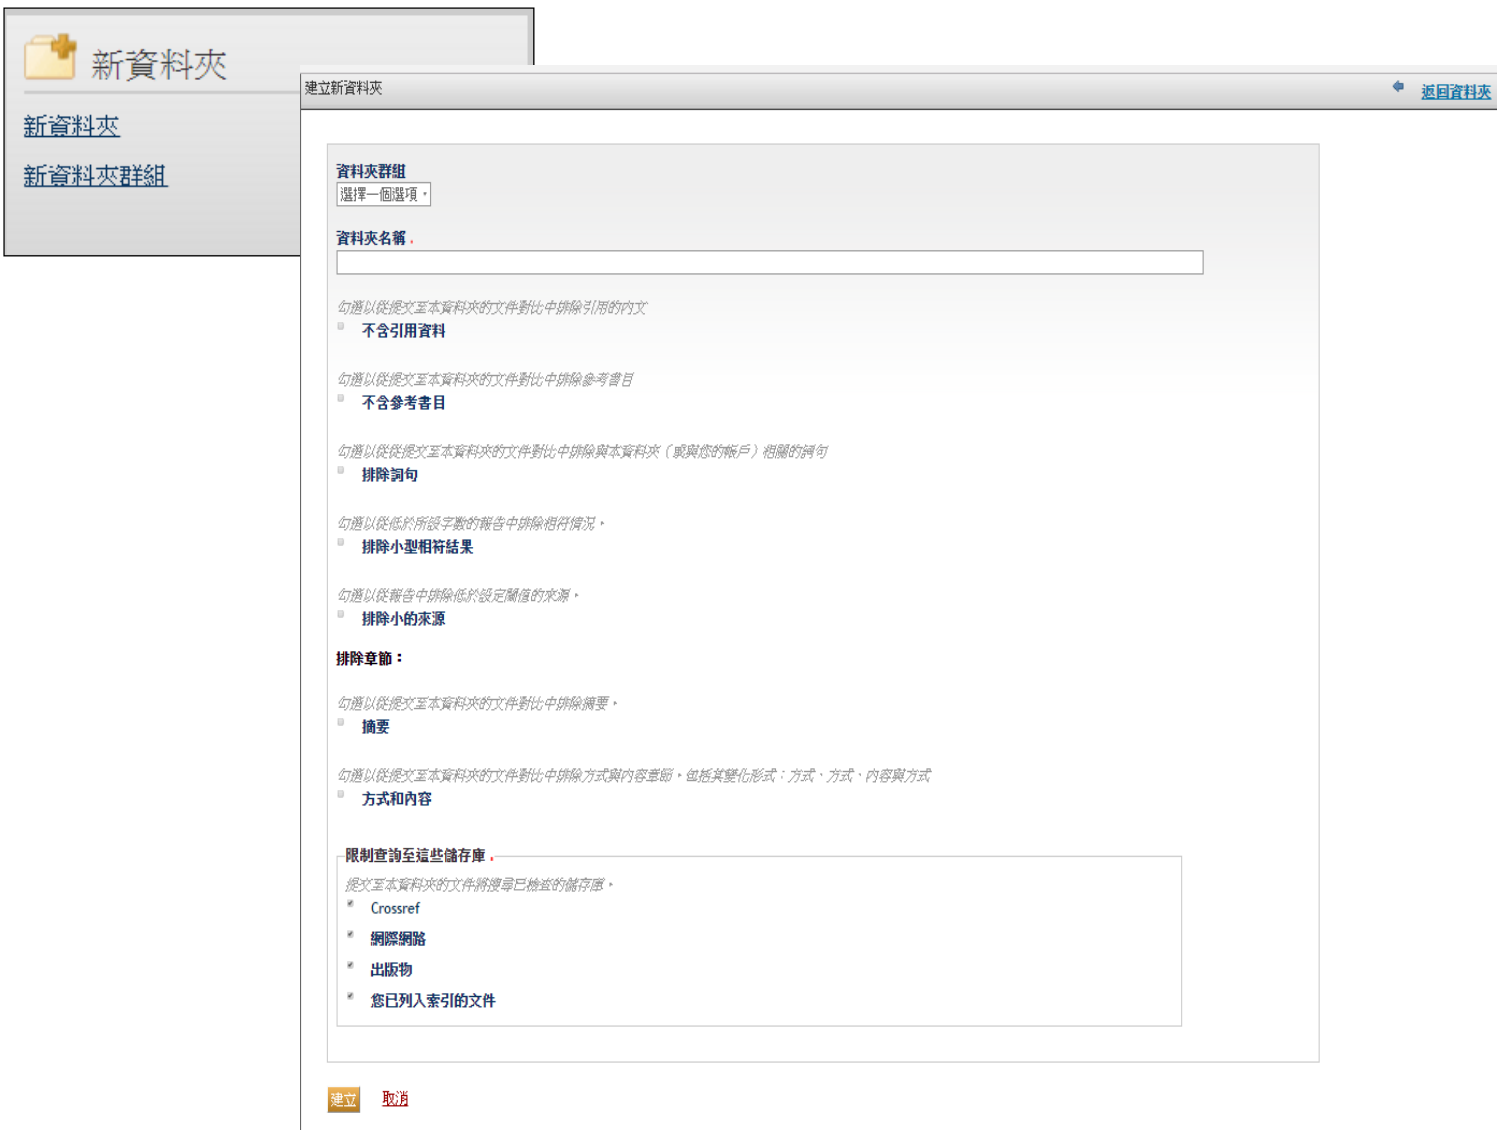 新資料夾
新資料夾
新資料夾群組
建立新資料夾
返回資料夾
資料夾群組
選擇一個選項
資料夾名稱
勾選以從提交至本資料夾的文件對比中排除引用的內文
不含引用資料
勾選以從提交至本資料夾的文件對比中排除參考書目
不含參考書目
勾選以從從提交至本資料夾的文件對比中排除與本資料夾（或與您的帳戶）相關的詞句
排除詞句
勾選以從低於所設字數的報告中排除相符情況。
排除小型相符結果
勾選以從報告中排除低於設定閾值的來源。
排除小的來源
排除章節：
勾選以從提交至本資料夾的文件對比中排除摘要。
摘要
勾選以從提交至本資料夾的文件對比中排除方式與內容章節，包括其變化形式：方式、方式、內容與方式
方式和內容
限制查詢至這些儲存庫
提交至本資料夾的文件將搜尋已檢查的儲存庫。
Crossref
網際網路
出版物
您已列入索引的文件
建立 取消